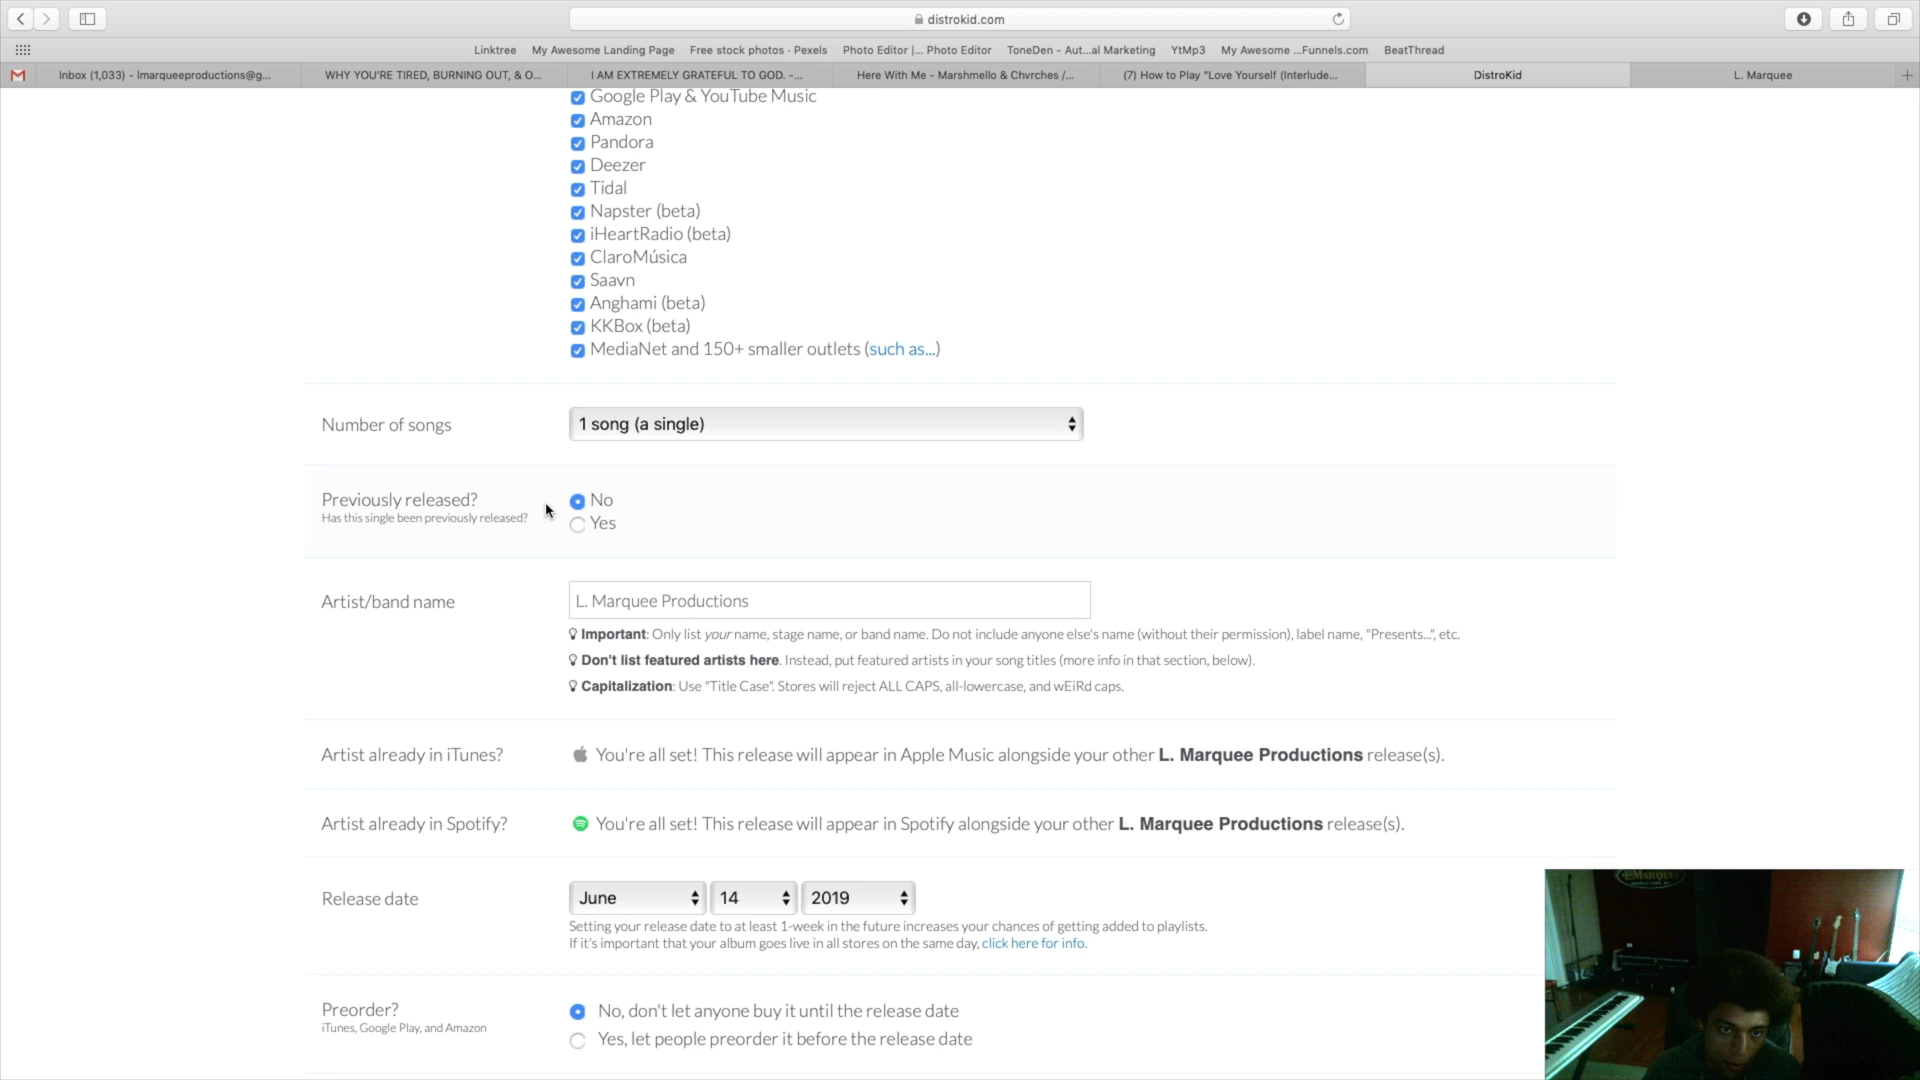 distrokid.com
Linktree My Awesome Landing Page Free stock photos · Pexels Photo Editor |... Photo Editor ToneDen - Aut...al Marketing YtMp3 My Awesome ...Funnels.com BeatThread
Inbox (1,033) - lmarqueeproductions@g... WHY YOU'RE TIRED, BURNING OUT, & O... I AM EXTREMELY GRATEFUL TO GOD. -... Here With Me - Marshmello & Chvrches /... (7) How to Play "Love Yourself (Interlude... DistroKid L. Marquee
Google Play & YouTube Music
Amazon
Pandora
Deezer
Tidal
Napster (beta)
iHeartRadio (beta)
ClaroMúsica
Saavn
Anghami (beta)
KKBox (beta)
MediaNet and 150+ smaller outlets (such as...)
Number of songs 1 song (a single)
Previously released? No
Has this single been previously released? Yes
Artist/band name L. Marquee Productions
Important: Only list your name, stage name, or band name. Do not include anyone else's name (without their permission), label name, "Presents...", etc.
Don't list featured artists here. Instead, put featured artists in your song titles (more info in that section, below).
Capitalization: Use "Title Case". Stores will reject ALL CAPS, all-lowercase, and wEiRd caps.
Artist already in iTunes? You're all set! This release will appear in Apple Music alongside your other L. Marquee Productions release(s).
Artist already in Spotify? You're all set! This release will appear in Spotify alongside your other L. Marquee Productions release(s).
Release date June 14 2019
Setting your release date to at least 1-week in the future increases your chances of getting added to playlists.
If it's important that your album goes live in all stores on the same day, click here for info.
Preorder? No, don't let anyone buy it until the release date
iTunes, Google Play, and Amazon
Yes, let people preorder it before the release date